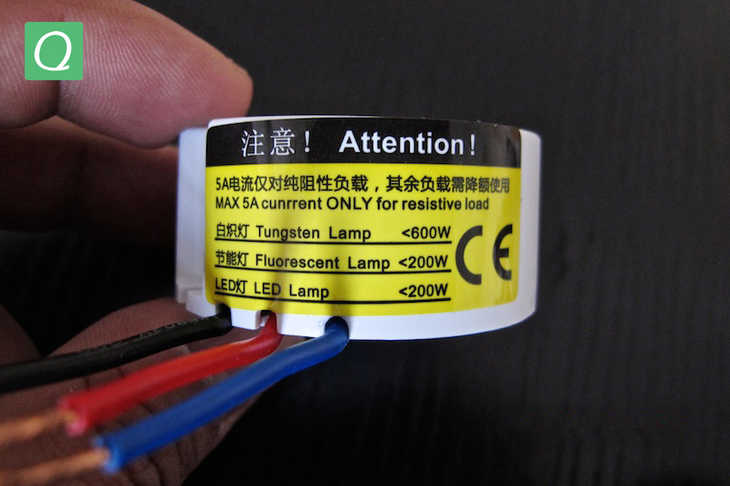 Q
注意! Attention!
5A电流仅对纯阻性负载,其余负载需降额使用
MAX 5A cunrrent ONLY for resistive load
白炽灯 Tungsten Lamp <600W
节能灯 Fluorescent Lamp <200W
LED灯 LED Lamp <200W
CE